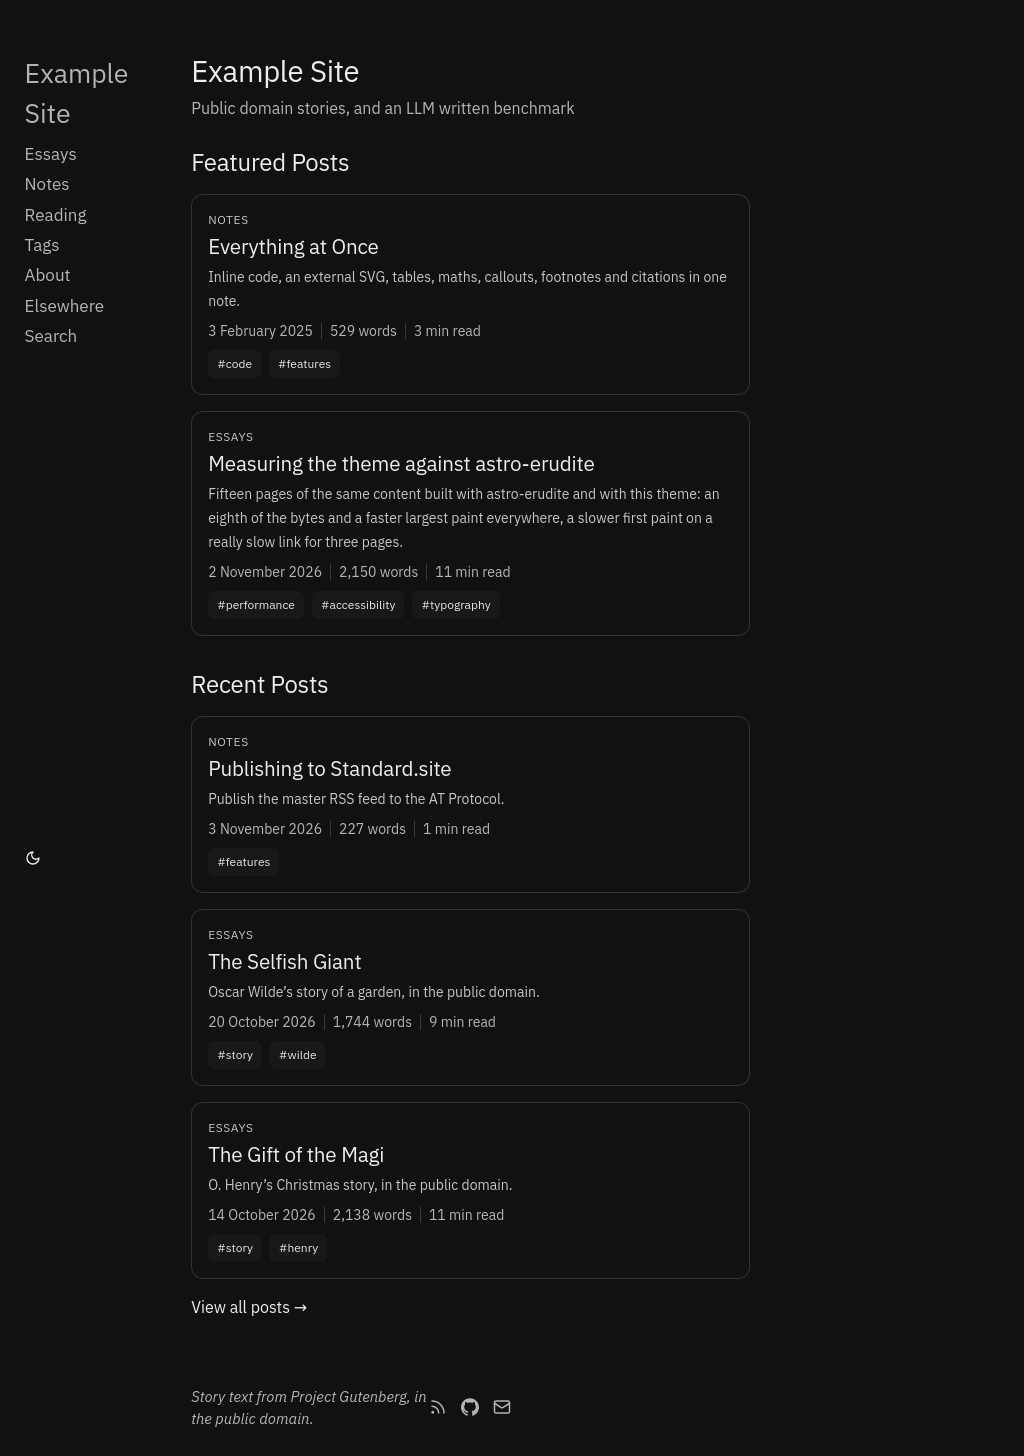 Example
Site
Essays
Notes
Reading
Tags
About
Elsewhere
Search
Example Site
Public domain stories, and an LLM written benchmark
Featured Posts
NOTES
Everything at Once
Inline code, an external SVG, tables, maths, callouts, footnotes and citations in one
note.
3 February 2025 529 words 3 min read
#code #features
ESSAYS
Measuring the theme against astro-erudite
Fifteen pages of the same content built with astro-erudite and with this theme: an
eighth of the bytes and a faster largest paint everywhere, a slower first paint on a
really slow link for three pages.
2 November 2026 2,150 words 11 min read
#performance #accessibility #typography
Recent Posts
NOTES
Publishing to Standard.site
Publish the master RSS feed to the AT Protocol.
3 November 2026 227 words 1 min read
#features
ESSAYS
The Selfish Giant
Oscar Wilde’s story of a garden, in the public domain.
20 October 2026 1,744 words 9 min read
#story #wilde
ESSAYS
The Gift of the Magi
O. Henry’s Christmas story, in the public domain.
14 October 2026 2,138 words 11 min read
#story #henry
View all posts →
Story text from Project Gutenberg, in
the public domain.